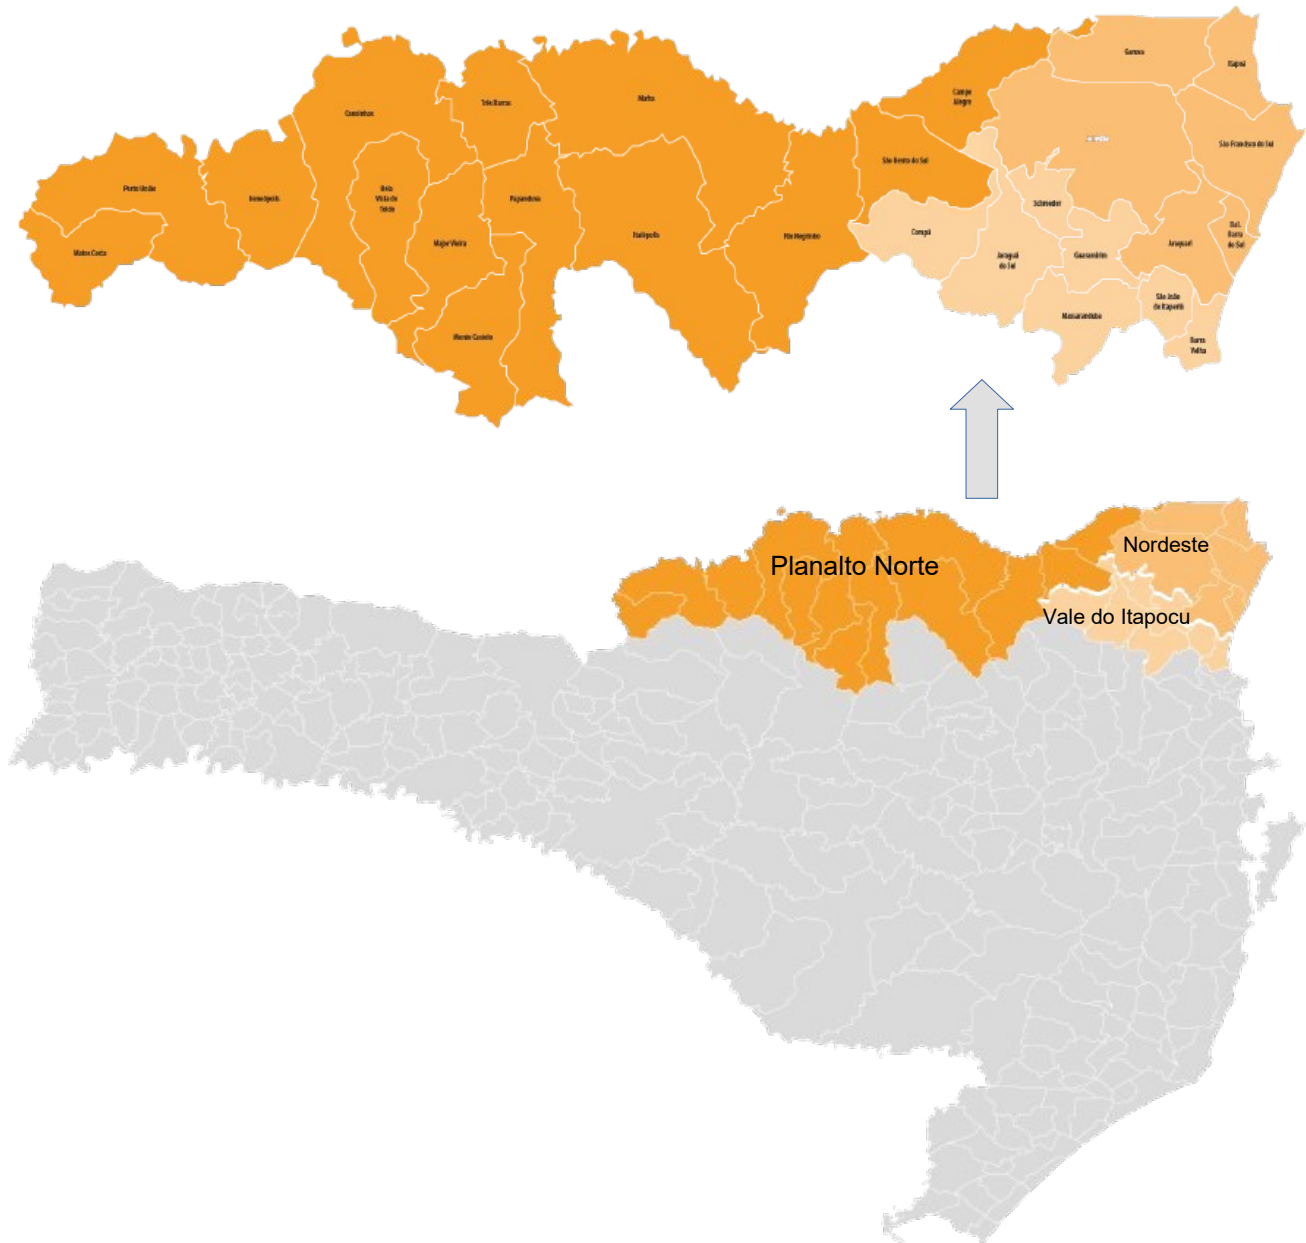 Garuva
Itapoá
Campo
Alegre
Três Barras
Mafra
Canoinhas
São Francisco do Sul
São Bento do Sul
Porto União
Irineópolis
Bela
Vista do
Toldo
Papanduva
Schroeder
Corupá
Itaiópolis
Rio Negrinho
Bal.
Barra
do Sul
Major Vieira
Araquari
Matos Costa
Jaraguá
do Sul
Guaramirim
São João
do Itaperiú
Massaranduba
Monte Castelo
Barra
Velha
Nordeste
Planalto Norte
Vale do Itapocu